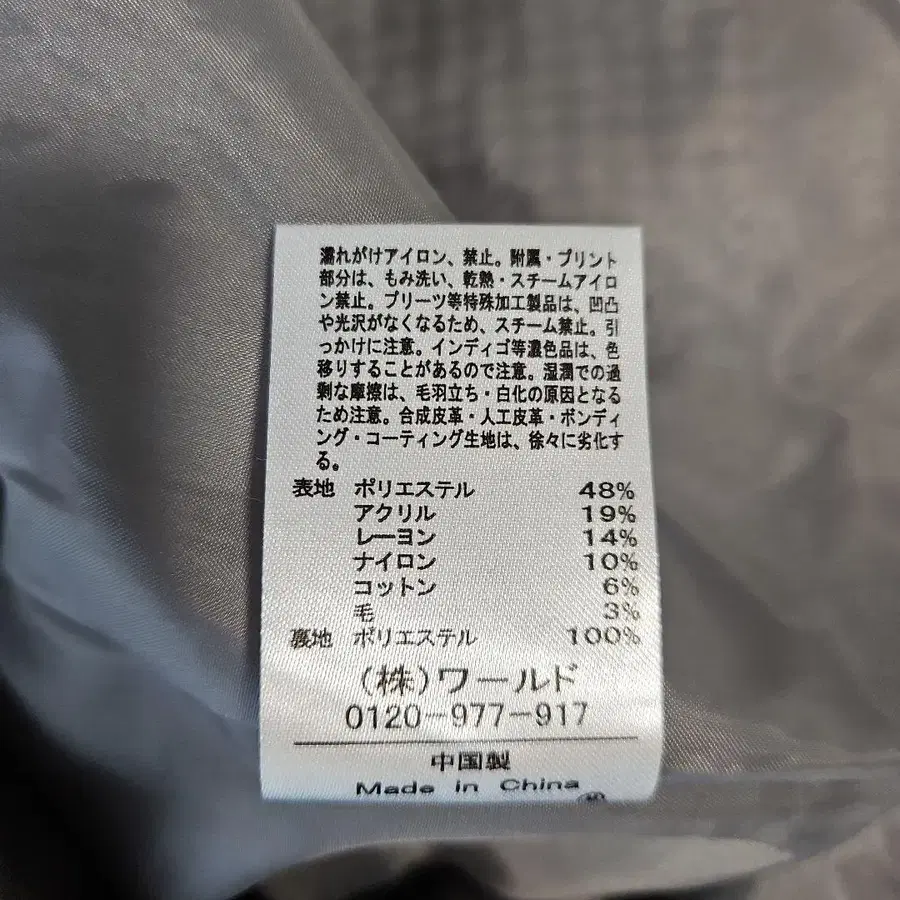 濡れがけアイロン、禁止。附属・プリント
部分は、もみ洗い、乾熱・スチームアイロ
ン禁止。プリーツ等特殊加工製品は、凹凸
や光沢がなくなるため、スチーム禁止。引
っかけに注意。インディゴ等濃色品は、色
移りすることがあるので注意。湿潤での過
剰な摩擦は、毛羽立ち・白化の原因となる
ため注意。合成皮革・人工皮革・ボンディ
ング・コーティング生地は、徐々に劣化す
る。
表地 ポリエステル 48%
アクリル 19%
レーヨン 14%
ナイロン 10%
コットン 6%
毛 3%
裏地 ポリエステル 100%
(株)ワールド
0120-977-917
中国製
Made in China